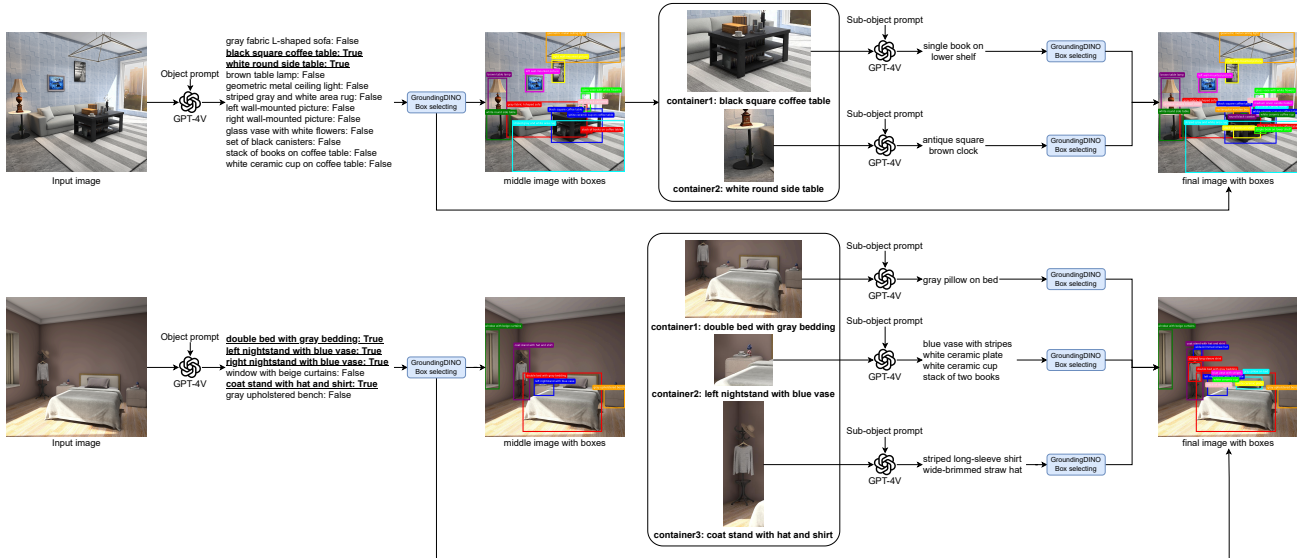 Input image
Object prompt
GPT-4V
gray fabric L-shaped sofa: False
black square coffee table: True
white round side table: True
brown table lamp: False
geometric metal ceiling light: False
striped gray and white area rug: False
left wall-mounted picture: False
right wall-mounted picture: False
glass vase with white flowers: False
set of black canisters: False
stack of books on coffee table: False
white ceramic cup on coffee table: False
GroundingDINO
Box selecting
middle image with boxes
container1: black square coffee table
container2: white round side table
Sub-object prompt
GPT-4V
single book on
lower shelf
GroundingDINO
Box selecting
Sub-object prompt
GPT-4V
antique square
brown clock
GroundingDINO
Box selecting
final image with boxes
Input image
Object prompt
GPT-4V
double bed with gray bedding: True
left nightstand with blue vase: True
right nightstand with blue vase: True
window with beige curtains: False
coat stand with hat and shirt: True
gray upholstered bench: False
GroundingDINO
Box selecting
middle image with boxes
container1: double bed with gray bedding
container2: left nightstand with blue vase
container3: coat stand with hat and shirt
Sub-object prompt
GPT-4V
gray pillow on bed
GroundingDINO
Box selecting
Sub-object prompt
GPT-4V
blue vase with stripes
white ceramic plate
white ceramic cup
stack of two books
GroundingDINO
Box selecting
Sub-object prompt
GPT-4V
striped long-sleeve shirt
wide-brimmed straw hat
GroundingDINO
Box selecting
final image with boxes